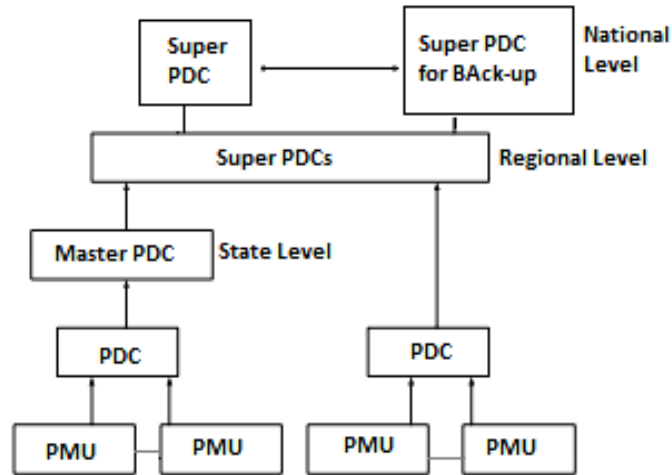 Super
PDC
Super PDC
for BAck-up
National
Level
Super PDCs
Regional Level
Master PDC
State Level
PDC
PDC
PMU
PMU
PMU
PMU